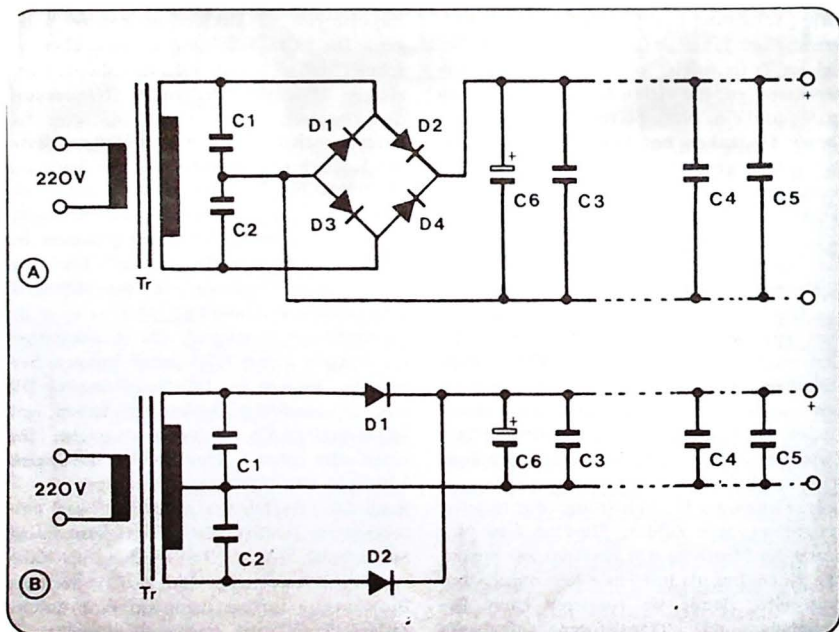 C1
D1
D2
220V
C2
D3
D4
+
C6
C3
C4
C5
+
Tr
A
D1
C1
220V
C2
D2
+
C6
C3
C4
C5
+
Tr
B